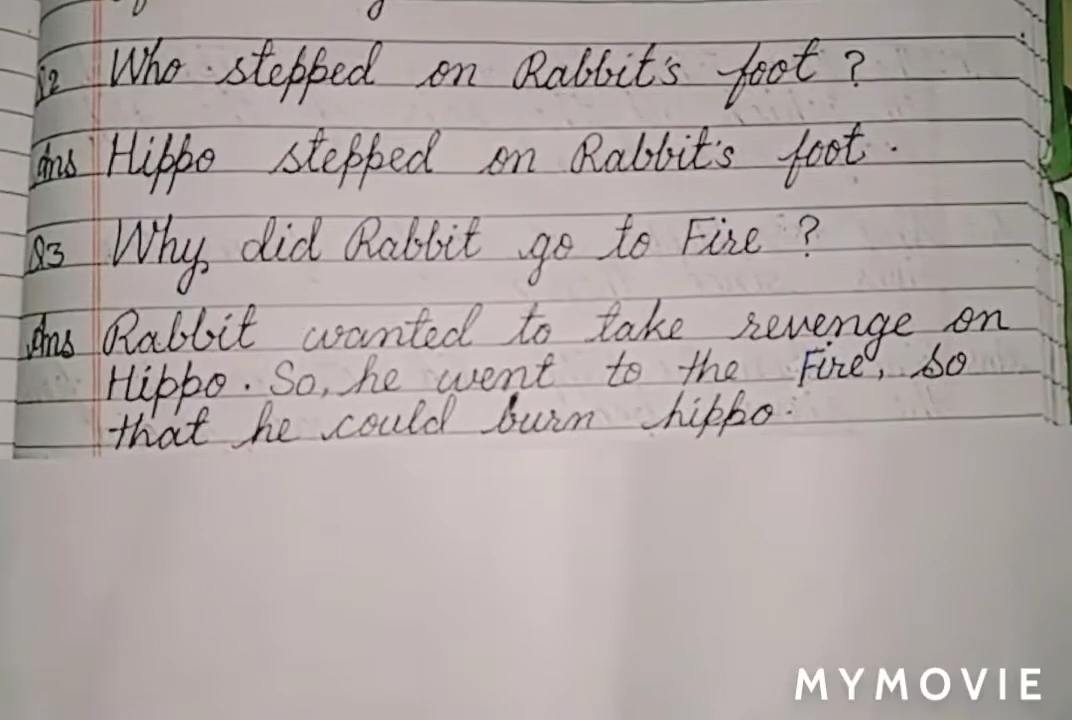 Q2 Who stepped on Rabbit's foot ?
Ans Hippo stepped on Rabbit's foot.
Q3 Why did Rabbit go to Fire ?
Ans Rabbit wanted to take revenge on
Hippo. So, he went to the Fire, so
that he could burn hippo.
MYMOVIE